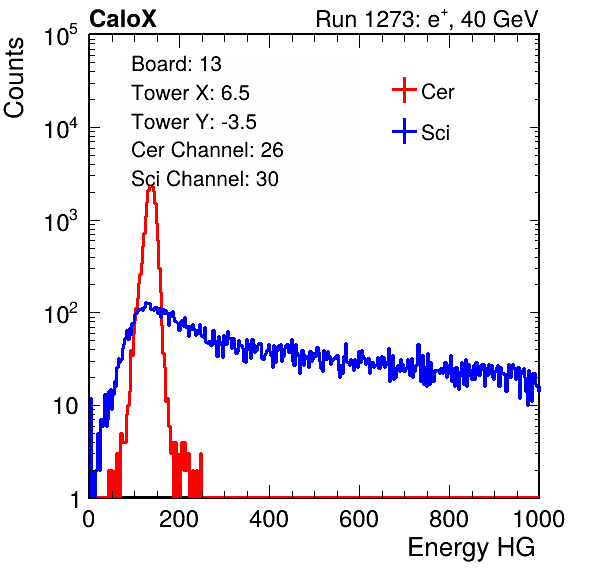 CaloX Run 1273: e⁺, 40 GeV
Counts
10⁵
10⁴
10³
10²
10
1
Board: 13
Tower X: 6.5
Tower Y: -3.5
Cer Channel: 26
Sci Channel: 30
Cer
Sci
0 200 400 600 800 1000
Energy HG